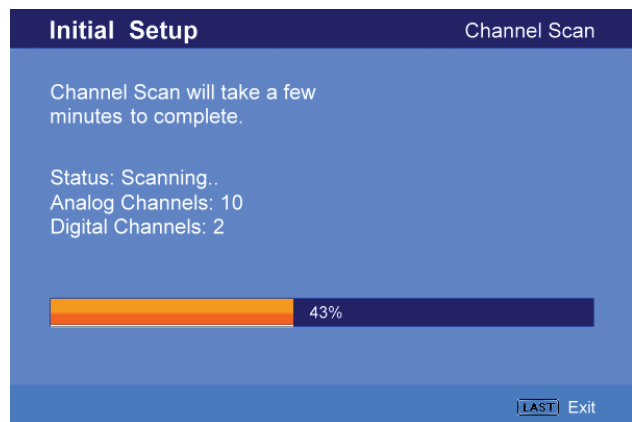 Initial Setup
Channel Scan
Channel Scan will take a few
minutes to complete.
Status: Scanning..
Analog Channels: 10
Digital Channels: 2
43%
LAST Exit